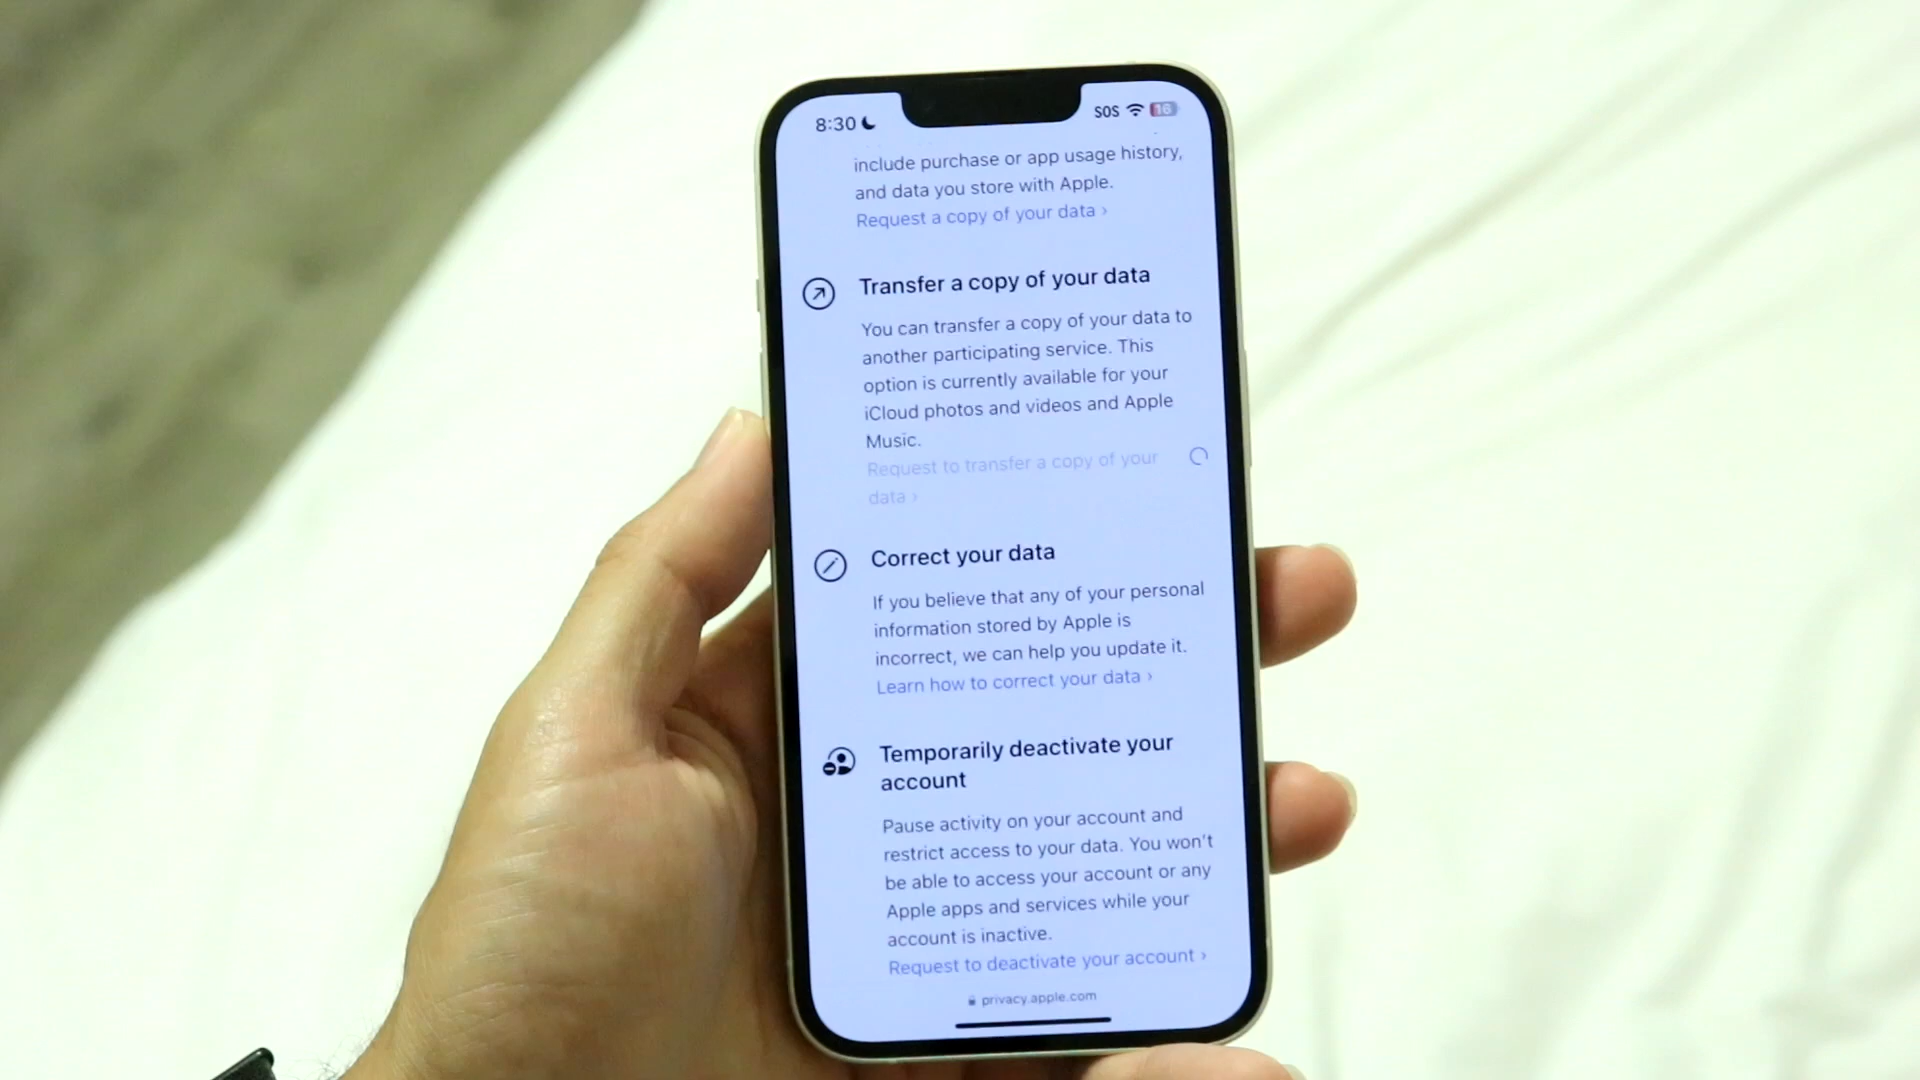 8:30
SOS
16
include purchase or app usage history,
and data you store with Apple.
Request a copy of your data ›
Transfer a copy of your data
You can transfer a copy of your data to
another participating service. This
option is currently available for your
iCloud photos and videos and Apple
Music.
Request to transfer a copy of your
data ›
Correct your data
If you believe that any of your personal
information stored by Apple is
incorrect, we can help you update it.
Learn how to correct your data ›
Temporarily deactivate your
account
Pause activity on your account and
restrict access to your data. You won't
be able to access your account or any
Apple apps and services while your
account is inactive.
Request to deactivate your account ›
privacy.apple.com